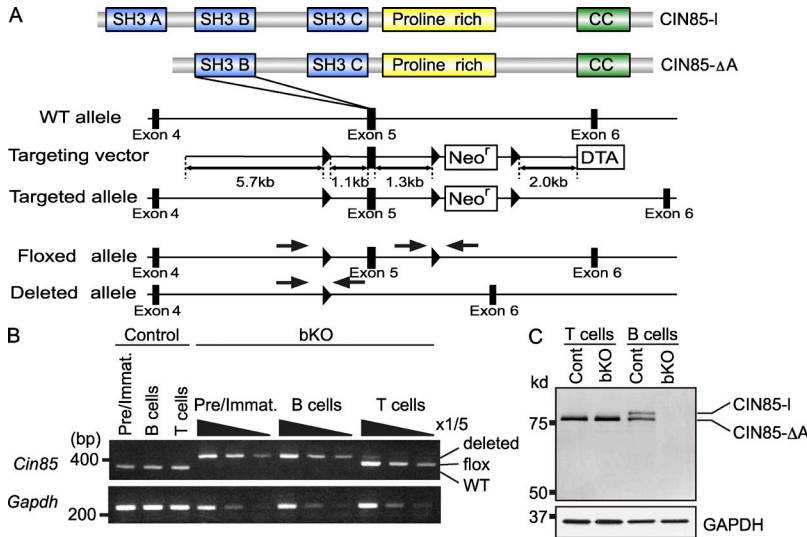 A
SH3 A SH3 B SH3 C Proline rich CC CIN85-l
SH3 B SH3 C Proline rich CC CIN85-ΔA
WT allele
Exon 4 Exon 5 Exon 6
Targeting vector Neoʳ DTA
5.7kb 1.1kb 1.3kb 2.0kb
Targeted allele Neoʳ
Exon 4 Exon 5 Exon 6
Floxed allele
Exon 4 Exon 5 Exon 6
Deleted allele
Exon 4 Exon 6
B
Control bKO
Pre/Immat. B cells T cells Pre/Immat. B cells T cells
x1/5
(bp)
Cin85 400 deleted
flox
WT
Gapdh 200
C
T cells B cells
Cont bKO Cont bKO
kd
75 CIN85-l
CIN85-ΔA
50
37 GAPDH